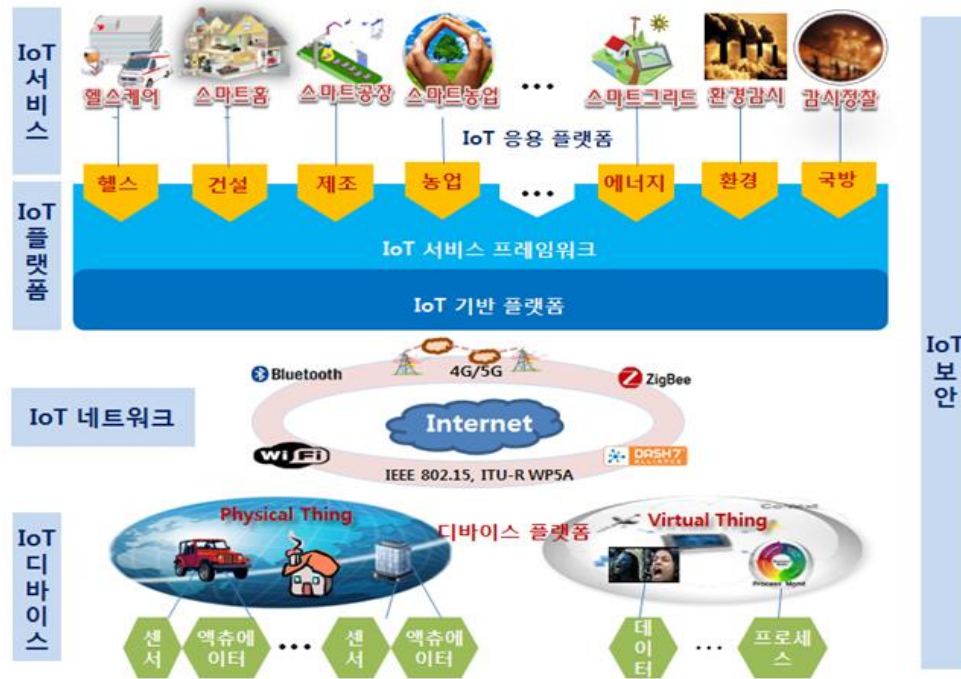 IoT
서
비
스
헬스케어
스마트홈
스마트공장
스마트농업
...
스마트그리드
환경감시
감시정찰
IoT 응용 플랫폼
IoT
플
랫
폼
헬스
건설
제조
농업
...
에너지
환경
국방
IoT 서비스 프레임워크
IoT 기반 플랫폼
IoT
보
안
IoT 네트워크
Bluetooth
4G/5G
ZigBee
Internet
WiFi
DASH7
ALLIANCE
IEEE 802.15, ITU-R WP5A
IoT
디
바
이
스
Physical Thing
디바이스 플랫폼
Virtual Thing
Process Mgmt
센
서
액츄에
이터
...
센
서
액츄에
이터
데
이
터
...
프로세
스